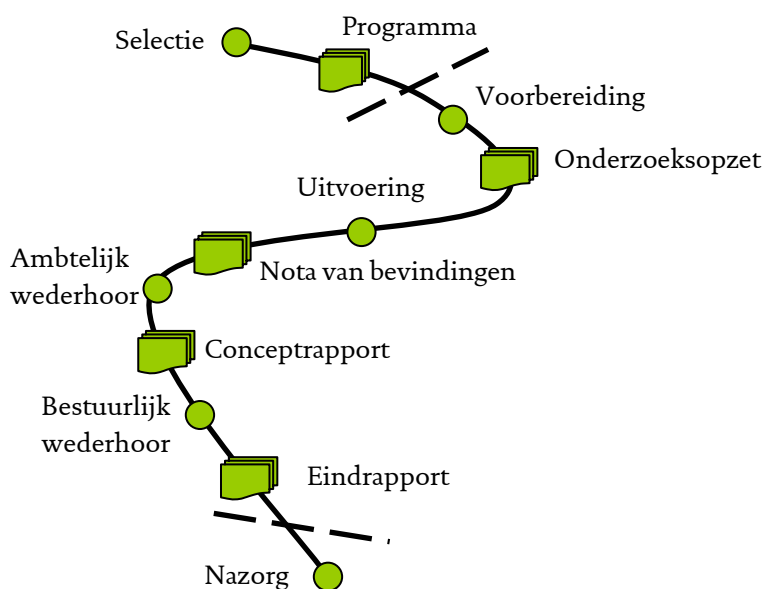 Programma
Selectie
Voorbereiding
Onderzoeksopzet
Uitvoering
Ambtelijk
wederhoor
Nota van bevindingen
Conceptrapport
Bestuurlijk
wederhoor
Eindrapport
Nazorg